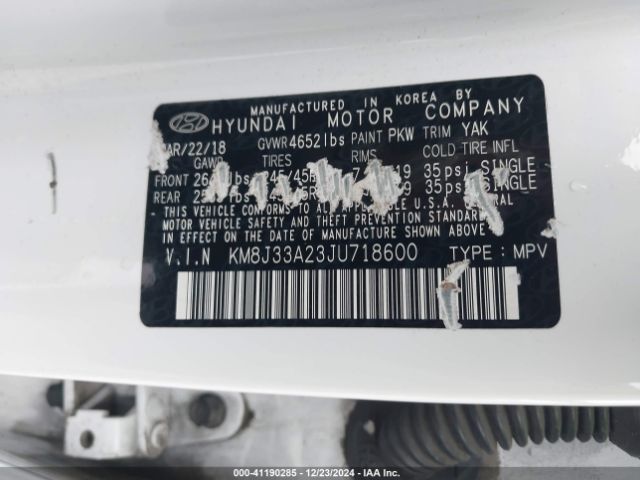 MANUFACTURED IN KOREA BY
HYUNDAI MOTOR COMPANY
MAR/22/18 GVWR4652lbs PAINT PKW TRIM YAK
GAWR TIRES RIMS COLD TIRE INFL
FRONT 35psi SINGLE
REAR 35psi SINGLE
THIS VEHICLE CONFORMS TO ALL APPLICABLE U.S.A. FEDERAL
MOTOR VEHICLE SAFETY AND THEFT PREVENTION STANDARDS
IN EFFECT ON THE DATE OF MANUFACTURE SHOWN ABOVE.
V.I.N KM8J33A23JU718600 TYPE : MPV
000-41190285 - 12/23/2024 - IAA Inc.